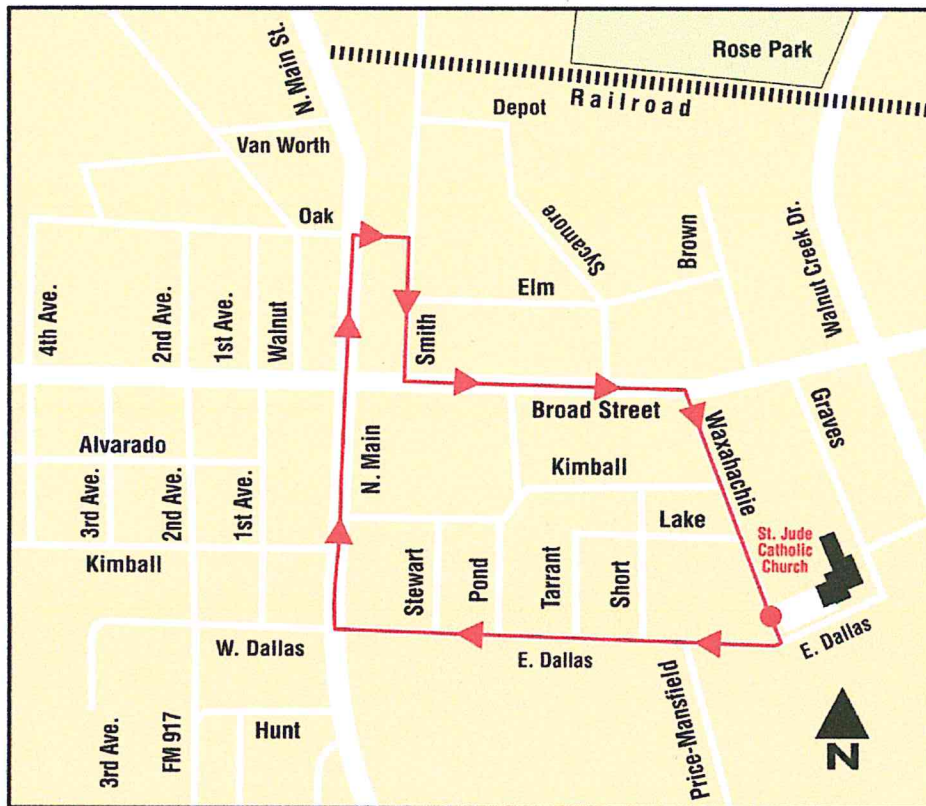 Rose Park
N. Main St.
Railroad
Depot
Van Worth
Oak
Sycamore
Brown
Walnut Creek Dr.
Elm
4th Ave.
2nd Ave.
1st Ave.
Walnut
Smith
Broad Street
Graves
Waxahachie
Alvarado
N. Main
Kimball
3rd Ave.
2nd Ave.
1st Ave.
Lake
St. Jude
Catholic
Church
Kimball
Stewart
Pond
Tarrant
Short
W. Dallas
E. Dallas
E. Dallas
Price-Mansfield
3rd Ave.
FM 917
Hunt
N